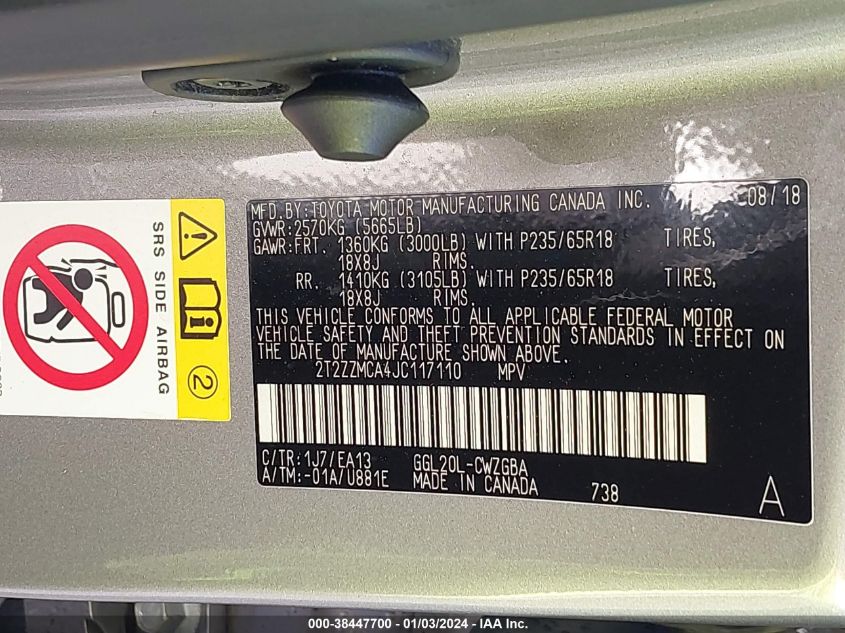 MFD.BY:TOYOTA MOTOR MANUFACTURING CANADA INC. 08/18
GVWR:2570KG (5665LB)
GAWR:FRT. 1360KG (3000LB) WITH P235/65R18 TIRES,
18X8J RIMS.
RR. 1410KG (3105LB) WITH P235/65R18 TIRES,
18X8J RIMS.
THIS VEHICLE CONFORMS TO ALL APPLICABLE FEDERAL MOTOR
VEHICLE SAFETY AND THEFT PREVENTION STANDARDS IN EFFECT ON
THE DATE OF MANUFACTURE SHOWN ABOVE.
2T2ZZMCA4JC117110 MPV
C/TR:1J7/EA13 GGL20L-CWZGBA
A/TM:-01A/U881E MADE IN CANADA 738 A
SRS SIDE AIRBAG
2
000-38447700 - 01/03/2024 - IAA Inc.